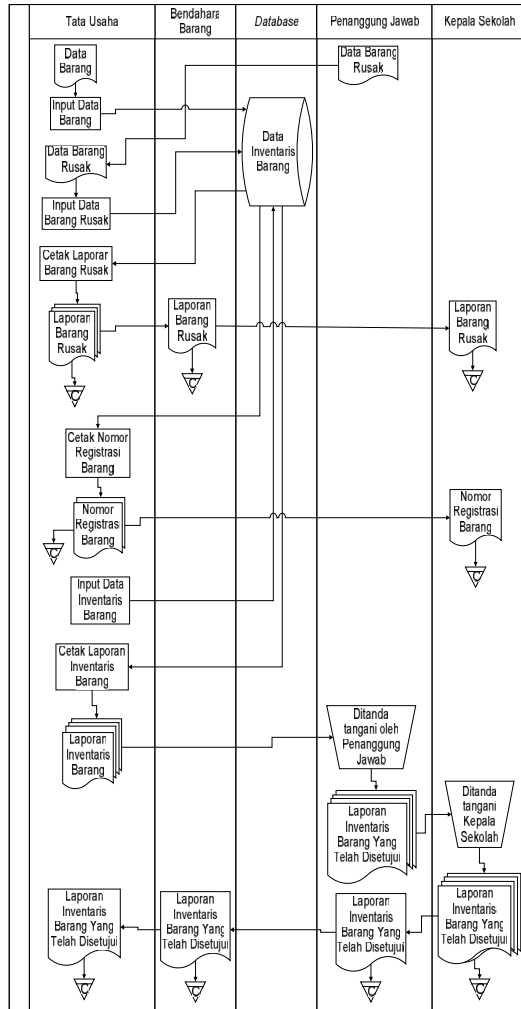 Tata Usaha
Bendahara
Barang
Database
Penanggung Jawab
Kepala Sekolah
Data
Barang
Data Barang
Rusak
Input Data
Barang
Data
Inventaris
Barang
Data Barang
Rusak
Input Data
Barang Rusak
Cetak Laporar
Barang Rusak
Laporan
Barang
Rusak
Laporan
Barang
Rusak
Laporan
Barang
Rusak
C
C
C
Cetak Nomor
Registrasi
Barang
Nomor
Registrasi
Barang
Nomor
Registrasi
Barang
C
C
Input Data
Inventaris
Barang
Cetak Laporan
Inventaris
Barang
Laporan
Inventaris
Barang
Ditanda
tangani oleh
Penanggung
Jawab
Laporan
Inventaris
Barang Yang
Telah Disetujui
Ditanda
tangani
Kepala
Sekolah
Laporan
Inventaris
Barang Yang
Telah Disetujui
Laporan
Inventaris
Barang Yang
Telah Disetujui
Laporan
Inventaris
Barang Yang
Telah Disetujui
Laporan
Inventaris
Barang Yang
Telah Disetujui
C
C
C
C